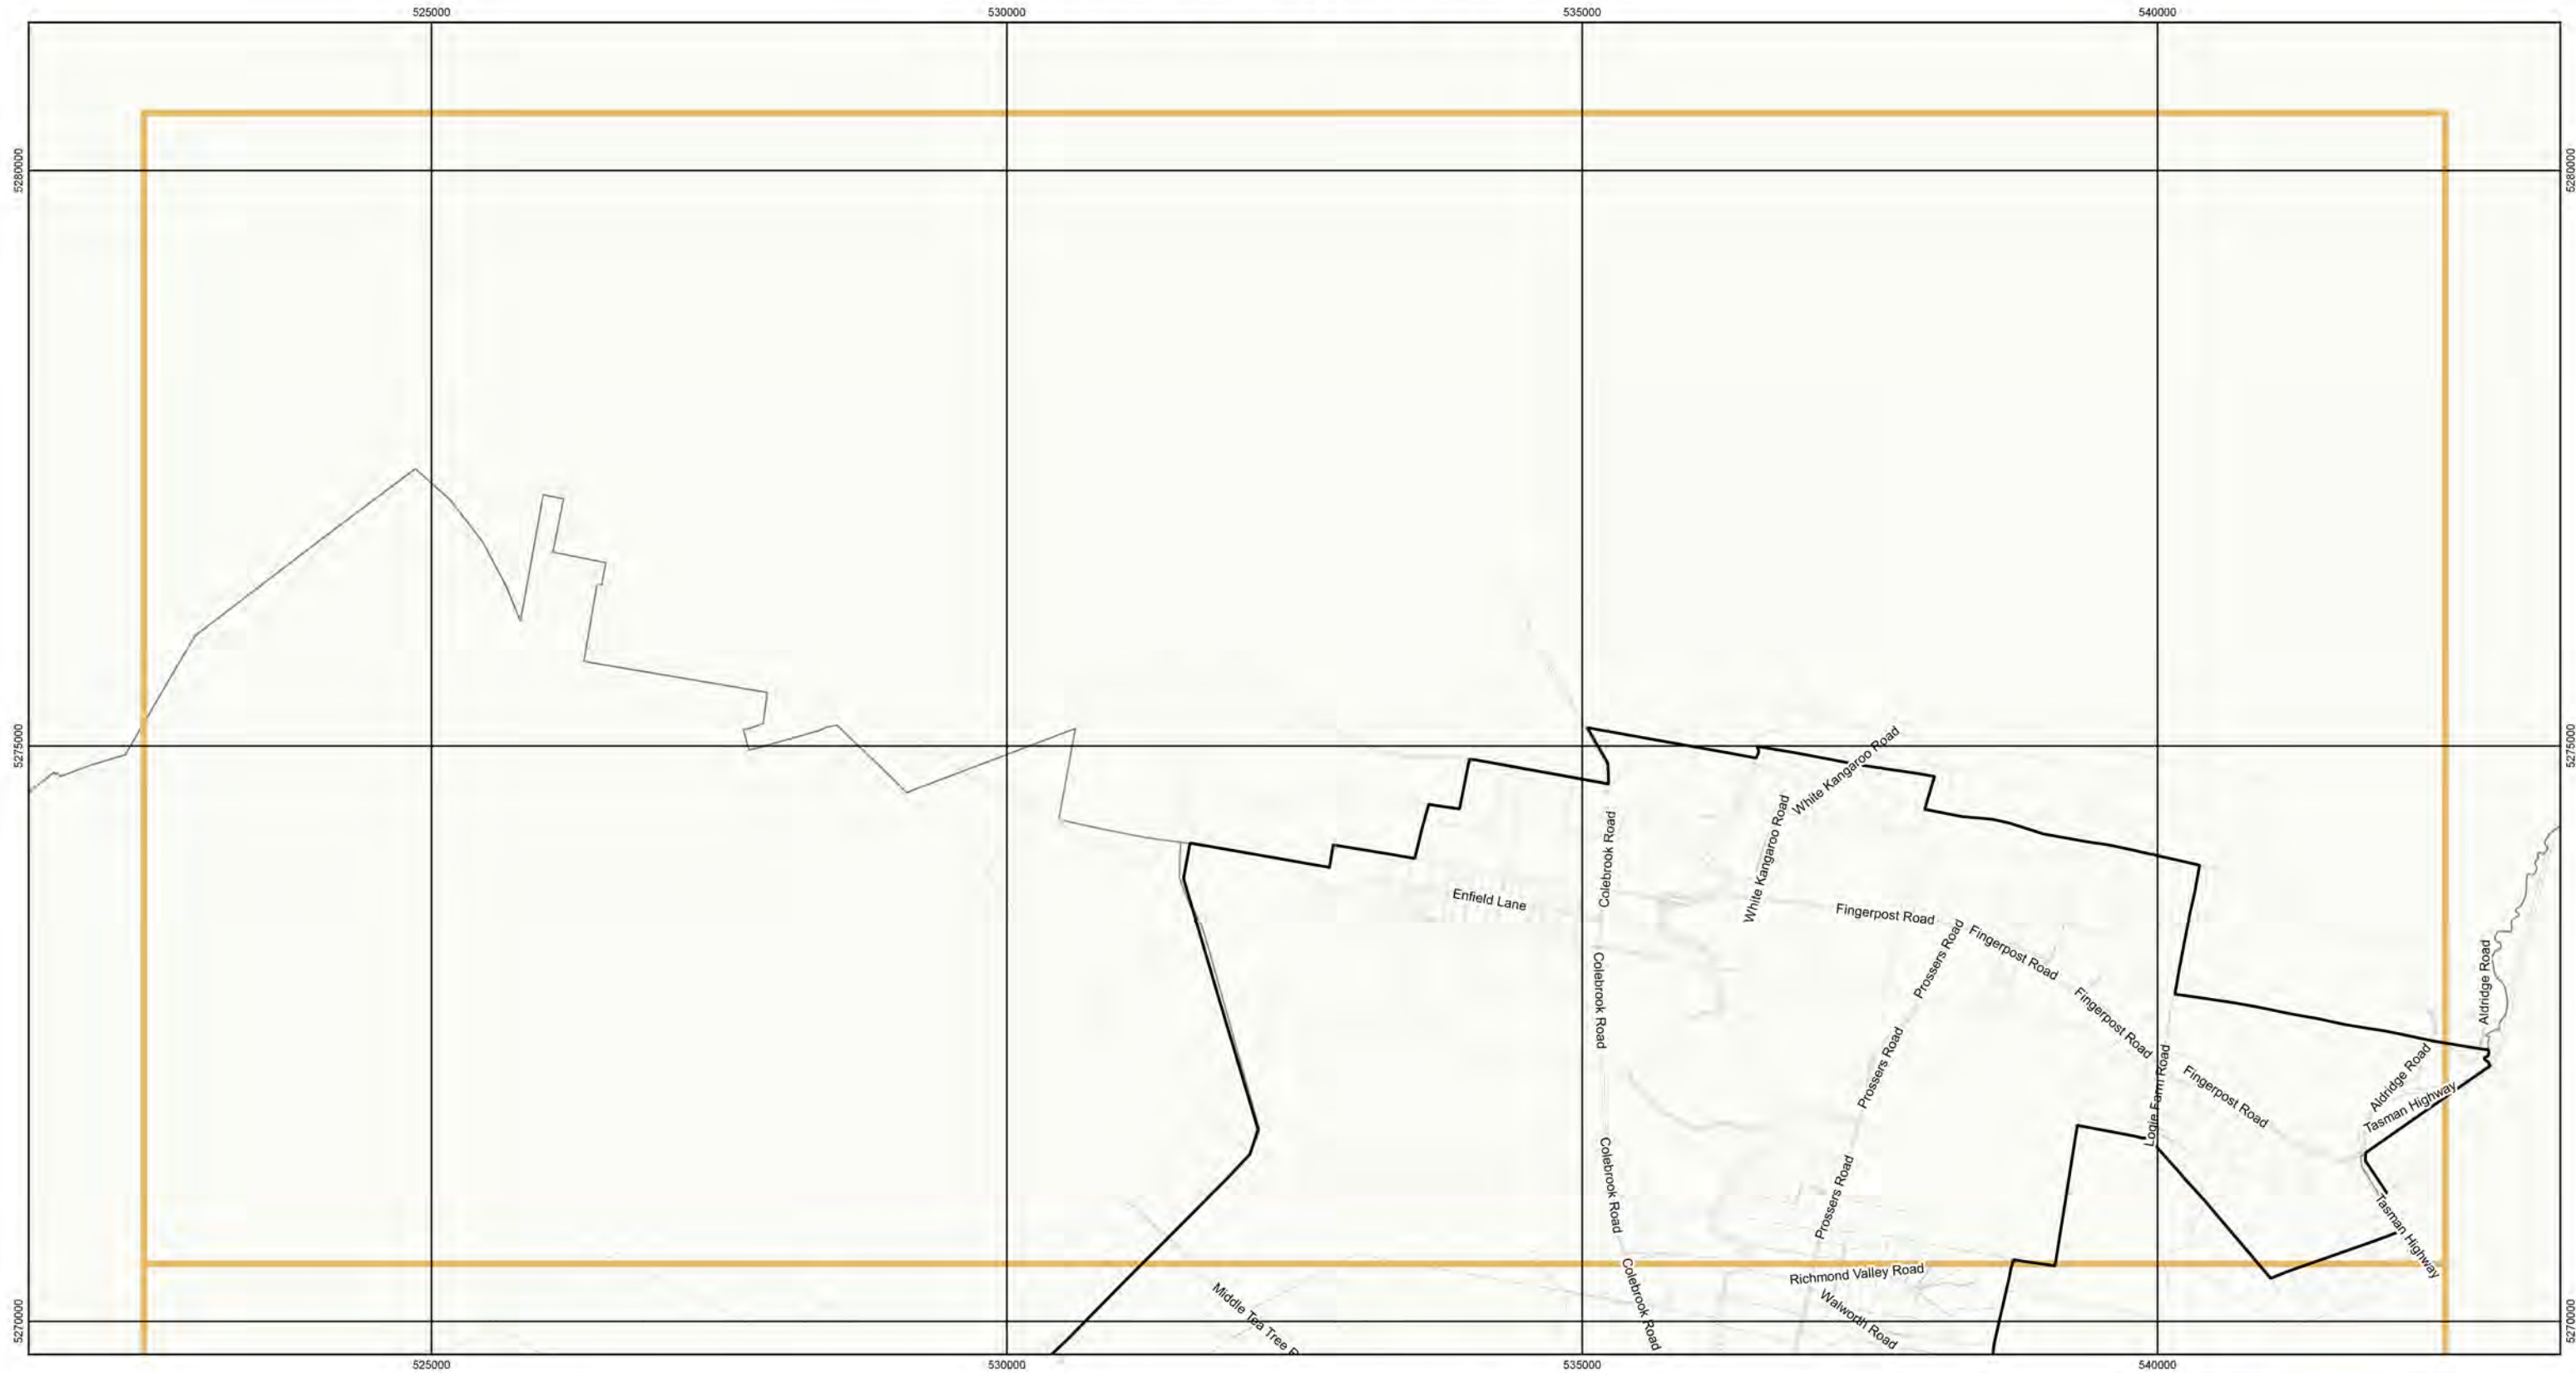 525000
530000
535000
540000
5280000
5280000
White Kangaroo Road
5275000
5275000
White Kangaroo Road
Colebrook Road
Enfield Lane
Fingerpost Road
Prossers Road
Fingerpost Road
Aldridge Road
Colebrook Road
Fingerpost Road
Prossers Road
Logie Farm Road
Fingerpost Road
Aldridge Road
Tasman Highway
Colebrook Road
Prossers Road
Tasman Highway
Colebrook Road
Richmond Valley Road
Middle Tea Tree R
Walworth Road
5270000
5270000
525000
530000
535000
540000